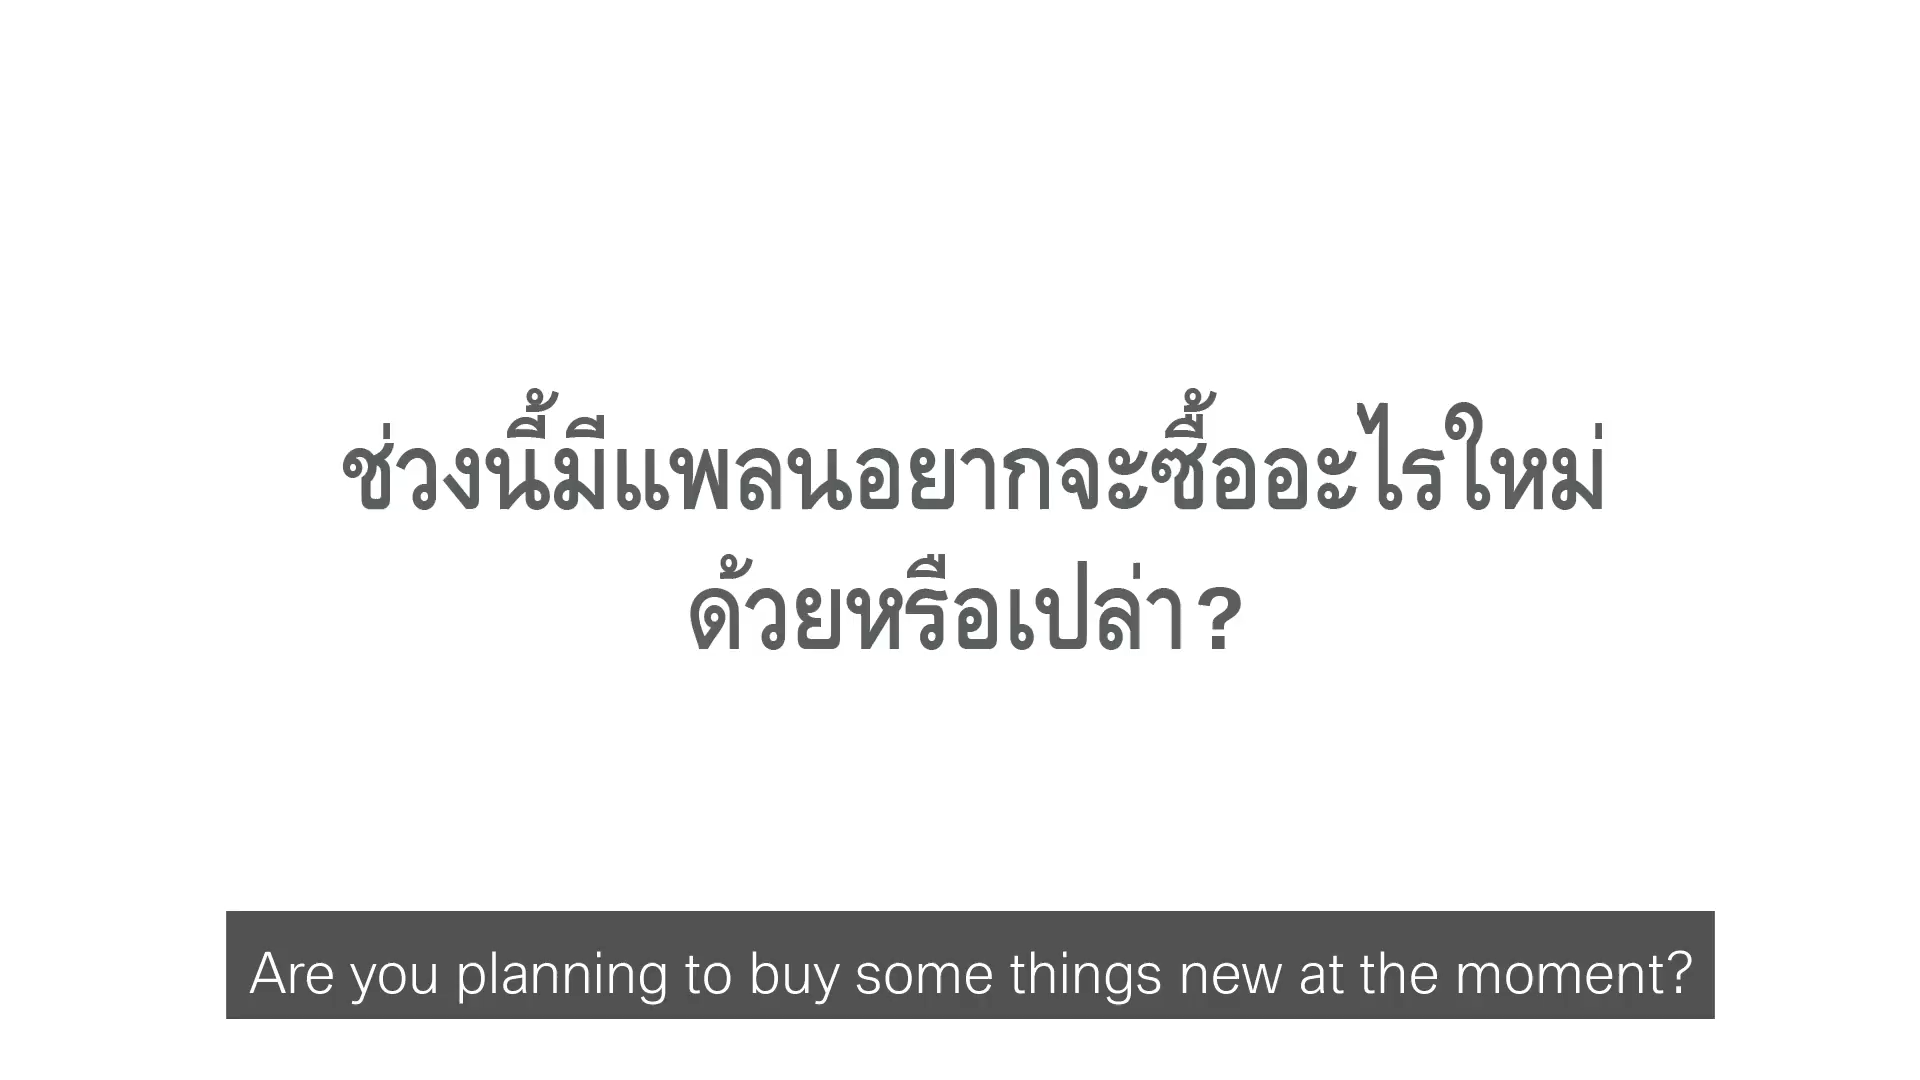 ช่วงนี้มีแพลนอยากจะซื้ออะไรใหม่
ด้วยหรือเปล่า?
Are you planning to buy some things new at the moment?